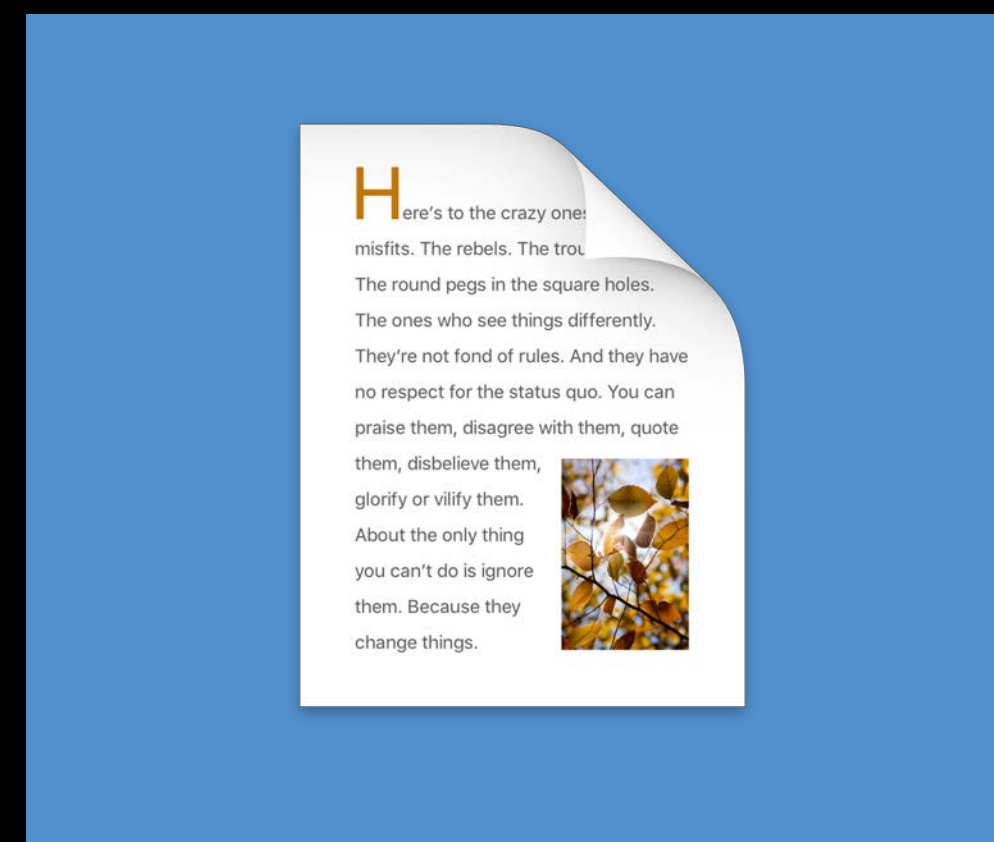 Here’s to the crazy ones
misfits. The rebels. The
The round pegs in the square holes.
The ones who see things differently.
They’re not fond of rules. And they have
no respect for the status quo. You can
praise them, disagree with them, quote
them, disbelieve them,
glorify or vilify them.
About the only thing
you can’t do is ignore
them. Because they
change things.